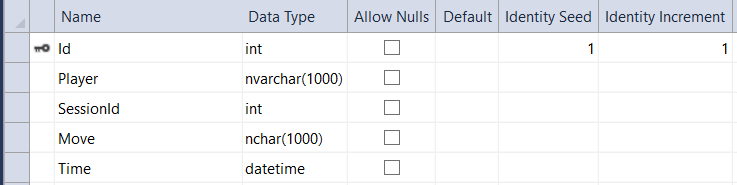 Name Data Type Allow Nulls Default Identity Seed Identity Increment
Id int 1 1
Player nvarchar(1000)
SessionId int
Move nchar(1000)
Time datetime